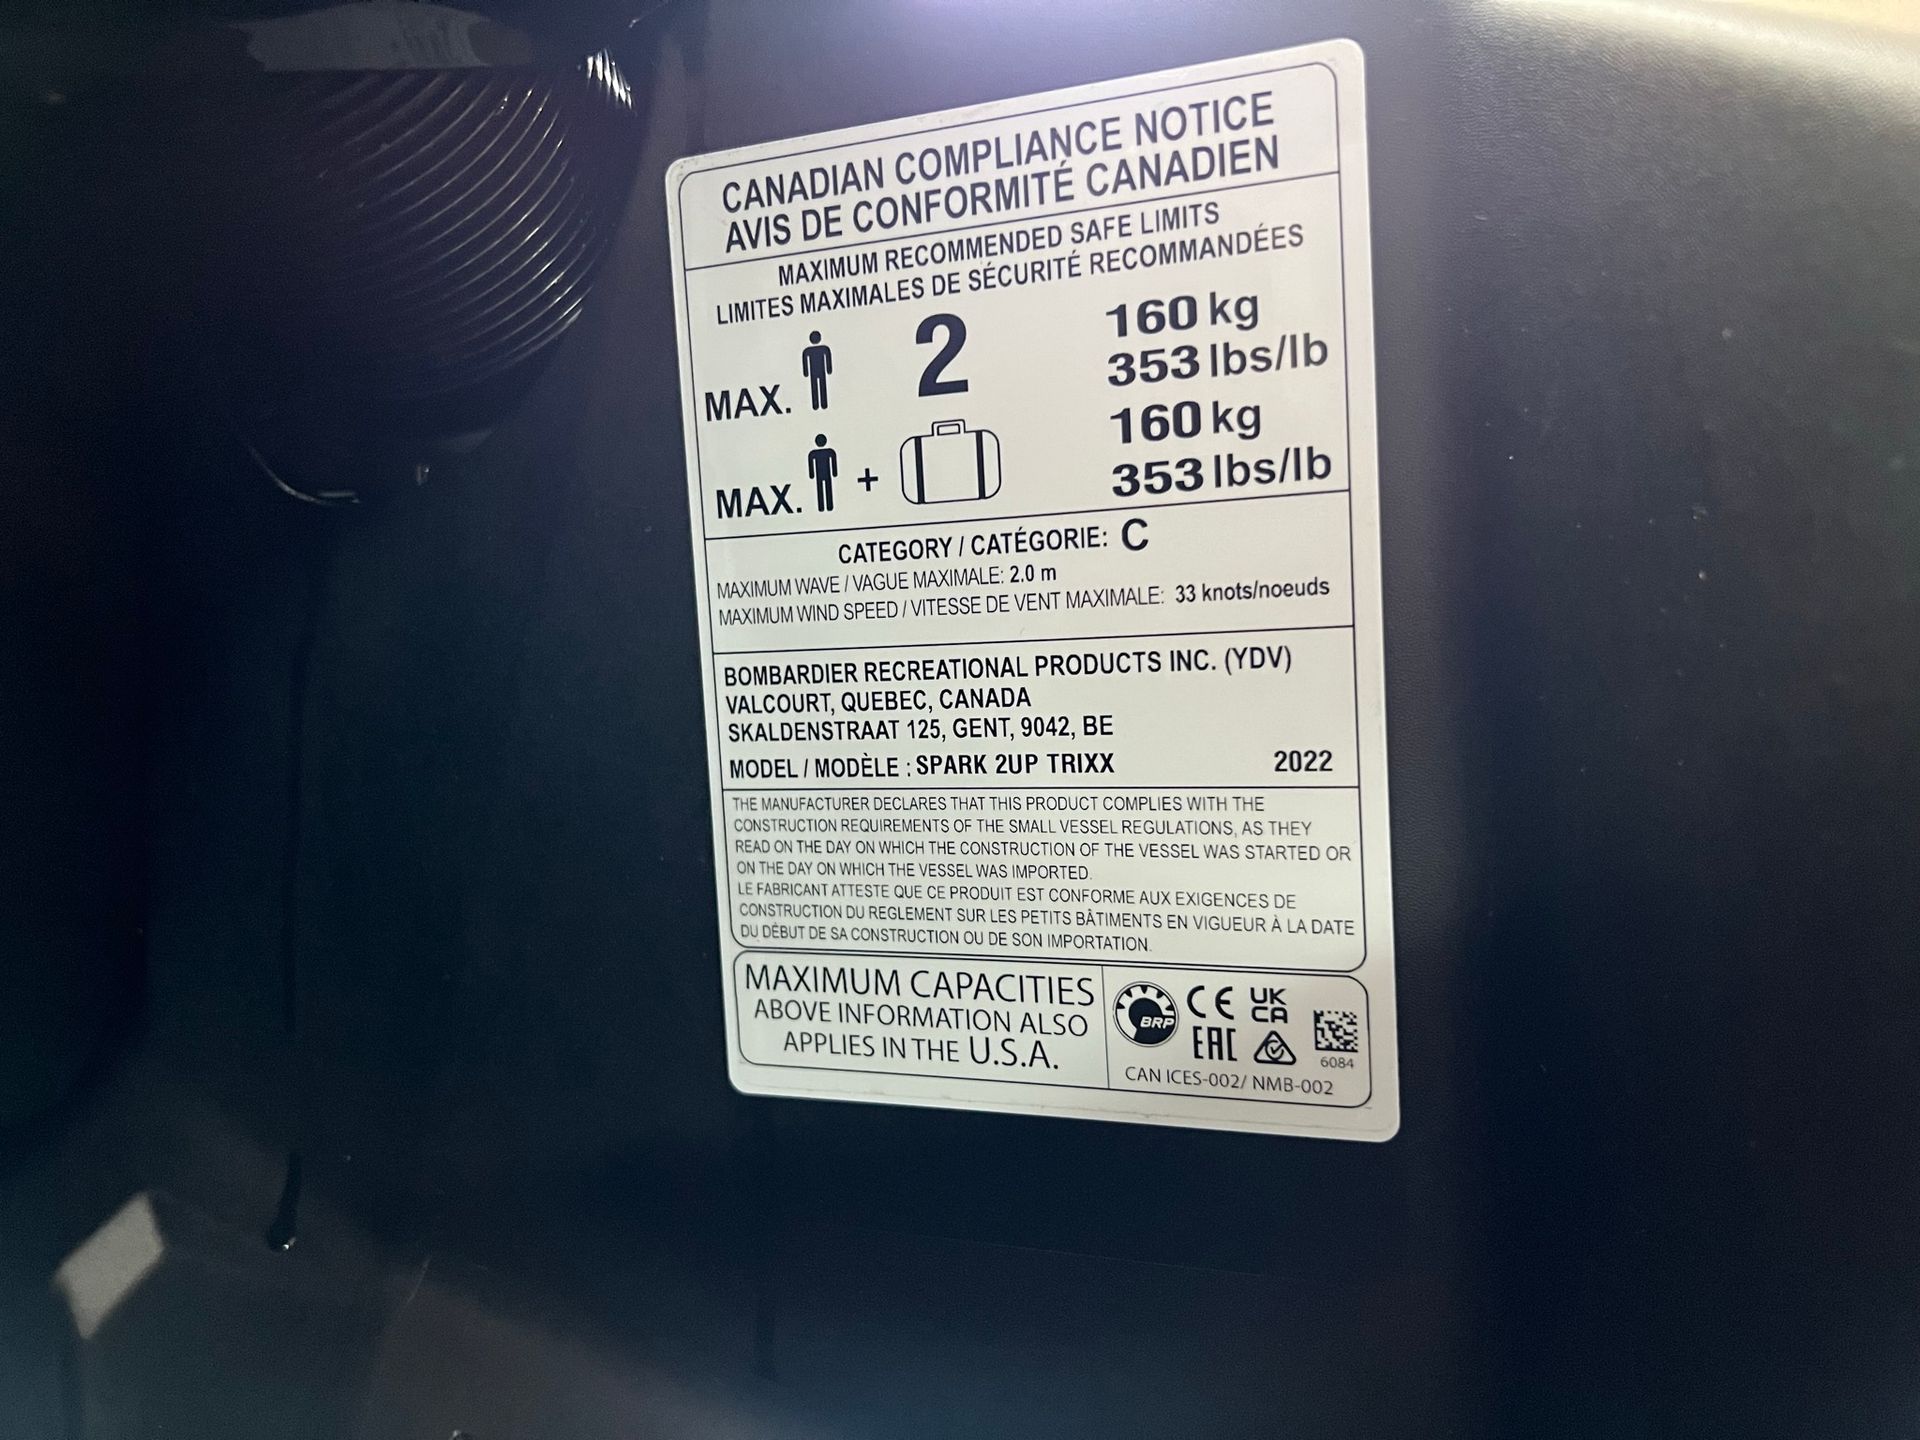 CANADIAN COMPLIANCE NOTICE
AVIS DE CONFORMITÉ CANADIEN
MAXIMUM RECOMMENDED SAFE LIMITS
LIMITES MAXIMALES DE SÉCURITÉ RECOMMANDÉES
MAX. 2 160 kg
353 lbs/lb
MAX. + 160 kg
353 lbs/lb
CATEGORY / CATÉGORIE: C
MAXIMUM WAVE / VAGUE MAXIMALE: 2.0 m
MAXIMUM WIND SPEED / VITESSE DE VENT MAXIMALE: 33 knots/noeuds
BOMBARDIER RECREATIONAL PRODUCTS INC. (YDV)
VALCOURT, QUEBEC, CANADA
SKALDENSTRAAT 125, GENT, 9042, BE
MODEL / MODÈLE : SPARK 2UP TRIXX 2022
THE MANUFACTURER DECLARES THAT THIS PRODUCT COMPLIES WITH THE
CONSTRUCTION REQUIREMENTS OF THE SMALL VESSEL REGULATIONS, AS THEY
READ ON THE DAY ON WHICH THE CONSTRUCTION OF THE VESSEL WAS STARTED OR
ON THE DAY ON WHICH THE VESSEL WAS IMPORTED.
LE FABRICANT ATTESTE QUE CE PRODUIT EST CONFORME AUX EXIGENCES DE
CONSTRUCTION DU REGLEMENT SUR LES PETITS BÂTIMENTS EN VIGUEUR À LA DATE
DU DÉBUT DE SA CONSTRUCTION OU DE SON IMPORTATION.
MAXIMUM CAPACITIES
ABOVE INFORMATION ALSO
APPLIES IN THE U.S.A.
BRP CE UK
CA
EAC
6084
CAN ICES-002/ NMB-002